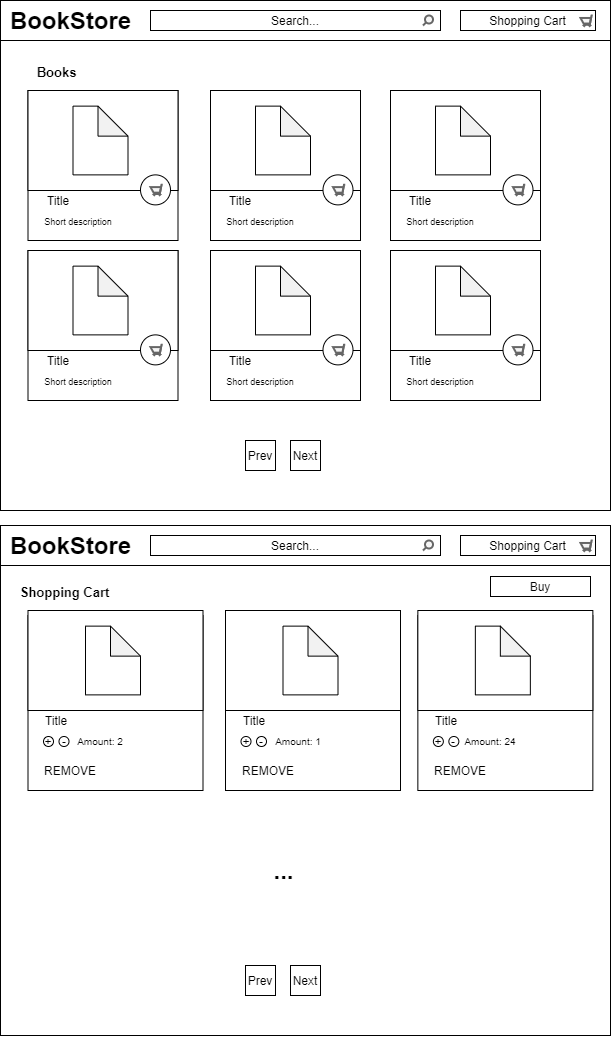 BookStore
Search...
Shopping Cart
Books
Title
Short description
Title
Short description
Title
Short description
Title
Short description
Title
Short description
Title
Short description
Prev
Next
BookStore
Search...
Shopping Cart
Shopping Cart
Buy
Title
+ - Amount: 2
REMOVE
Title
+ - Amount: 1
REMOVE
Title
+ - Amount: 24
REMOVE
...
Prev
Next